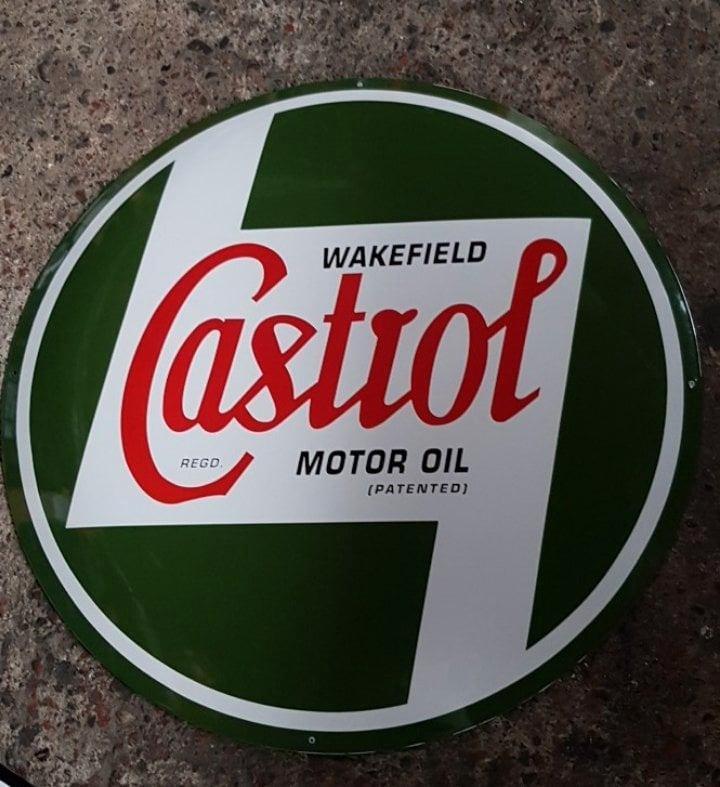 WAKEFIELD
Castrol
REGD.
MOTOR OIL
(PATENTED)